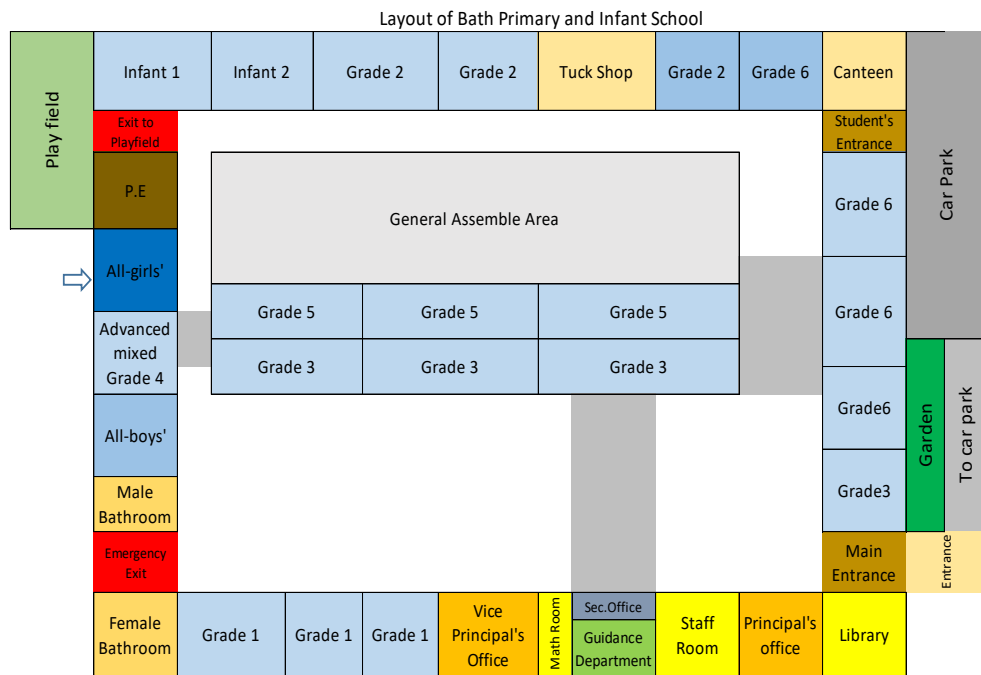 Layout of Bath Primary and Infant School
Infant 1
Infant 2
Grade 2
Grade 2
Tuck Shop
Grade 2
Grade 6
Canteen
Play field
Exit to
Playfield
Student's
Entrance
Car Park
P.E
General Assemble Area
Grade 6
All-girls'
Grade 6
Advanced
mixed
Grade 4
Grade 5
Grade 5
Grade 5
Grade 3
Grade 3
Grade 3
Grade6
Garden
To car park
All-boys'
Grade3
Male
Bathroom
Emergency
Exit
Main
Entrance
Entrance
Female
Bathroom
Grade 1
Grade 1
Grade 1
Vice
Principal's
Office
Math Room
Sec.Office
Guidance
Department
Staff
Room
Principal's
office
Library